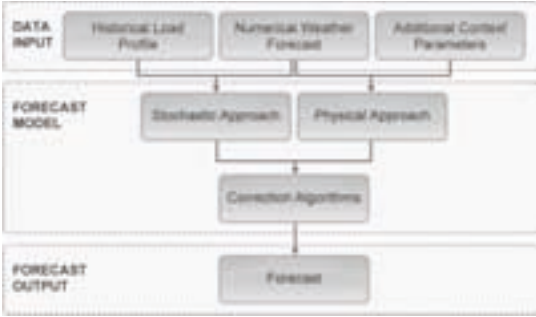 DATA
INPUT
Historical Load
Profile
Numerical Weather
Forecast
Additional Context
Parameters
FORECAST
MODEL
Stochastic Approach
Physical Approach
Correction Algorithms
FORECAST
OUTPUT
Forecast